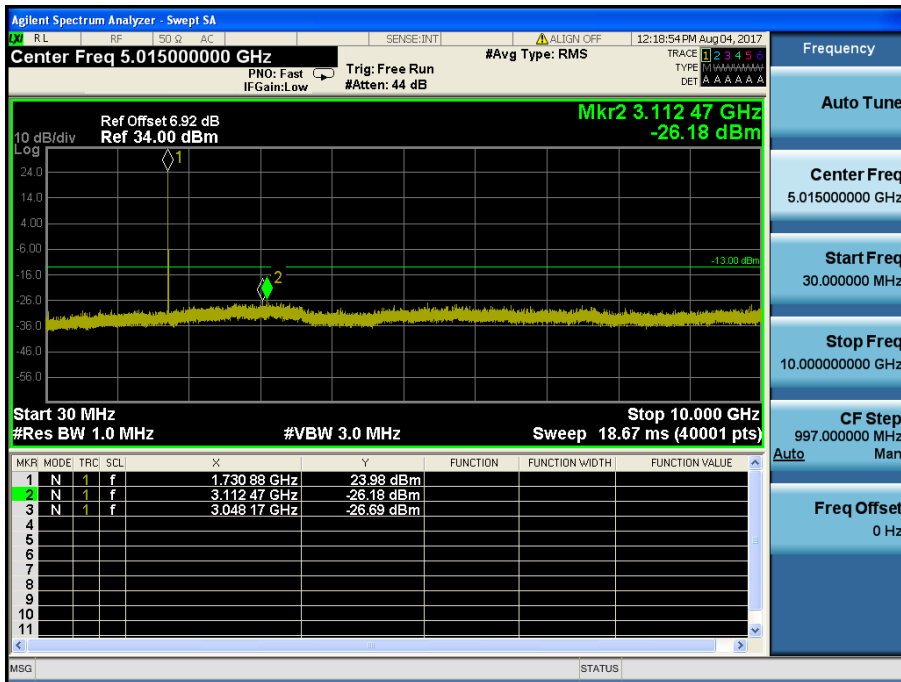 Agilent Spectrum Analyzer - Swept SA
LXI RL RF 50 Ω AC SENSE:INT ALIGN OFF 12:18:54 PM Aug 04, 2017
Center Freq 5.015000000 GHz
PNO: Fast
IFGain:Low
Trig: Free Run
#Atten: 44 dB
#Avg Type: RMS
TRACE 1 2 3 4 5 6
TYPE M WWWWW
DET A A A A A A
Mkr2 3.112 47 GHz
-26.18 dBm
Ref Offset 6.92 dB
10 dB/div Ref 34.00 dBm
Log
1
24.0
14.0
4.00
-6.00
-13.00 dBm
-16.0
2
-26.0
-36.0
-46.0
-56.0
Start 30 MHz Stop 10.000 GHz
#Res BW 1.0 MHz #VBW 3.0 MHz Sweep 18.67 ms (40001 pts)
MKR MODE TRC SCL X Y FUNCTION FUNCTION WIDTH FUNCTION VALUE
1 N 1 f 1.730 88 GHz 23.98 dBm
2 N 1 f 3.112 47 GHz -26.18 dBm
3 N 1 f 3.048 17 GHz -26.69 dBm
4
5
6
7
8
9
10
11
MSG STATUS
Frequency
Auto Tune
Center Freq
5.015000000 GHz
Start Freq
30.000000 MHz
Stop Freq
10.000000000 GHz
CF Step
997.000000 MHz
Auto Man
Freq Offset
0 Hz